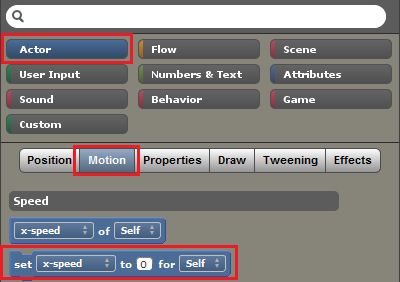 Actor Flow Scene
User Input Numbers & Text Attributes
Sound Behavior Game
Custom
Position Motion Properties Draw Tweening Effects
Speed
x-speed of Self
set x-speed to 0 for Self